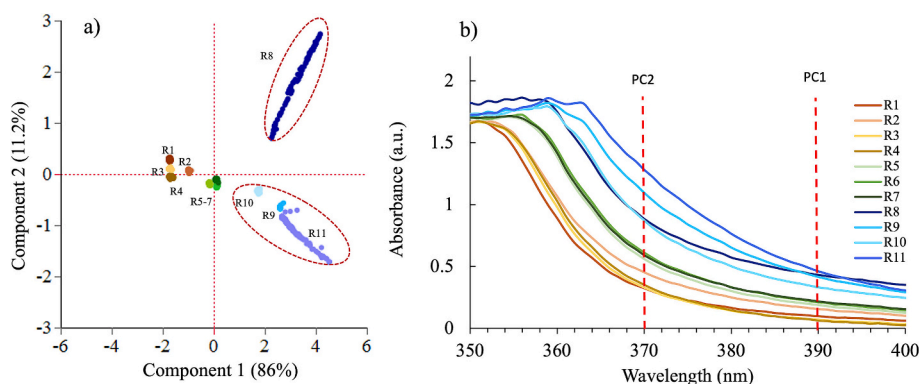 a)
3
2
1
0
-1
-2
-3
-6
-4
-2
0
2
4
6
Component 2 (11.2%)
Component 1 (86%)
R8
R1
R2
R3
R4
R5-7
R10
R9
R11
b)
2
1.5
1
0.5
0
350
360
370
380
390
400
Absorbance (a.u.)
Wavelength (nm)
PC2
PC1
R1
R2
R3
R4
R5
R6
R7
R8
R9
R10
R11